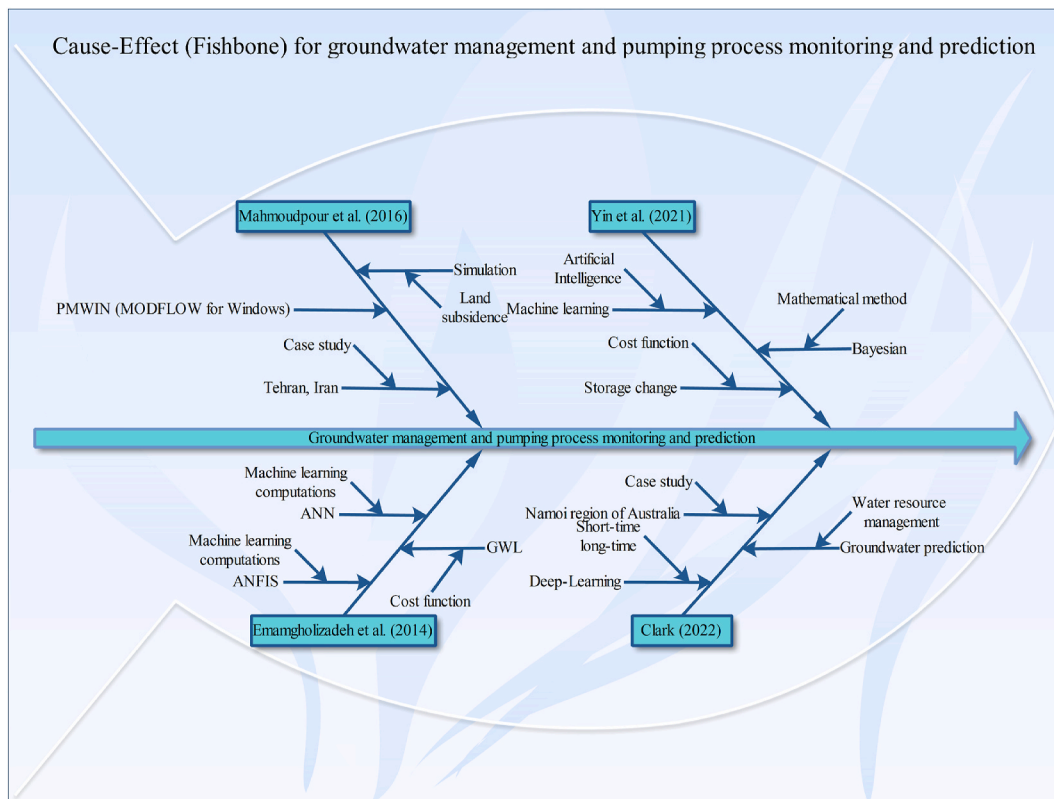 Cause-Effect (Fishbone) for groundwater management and pumping process monitoring and prediction
Mahmoudpour et al. (2016)
Simulation
Land
subsidence
PMWIN (MODFLOW for Windows)
Case study
Tehran, Iran
Yin et al. (2021)
Artificial
Intelligence
Machine learning
Mathematical method
Bayesian
Cost function
Storage change
Groundwater management and pumping process monitoring and prediction
Machine learning
computations
ANN
Machine learning
computations
ANFIS
GWL
Cost function
Emamgholizadeh et al. (2014)
Case study
Namoi region of Australia
Short-time
long-time
Deep-Learning
Water resource
management
Groundwater prediction
Clark (2022)